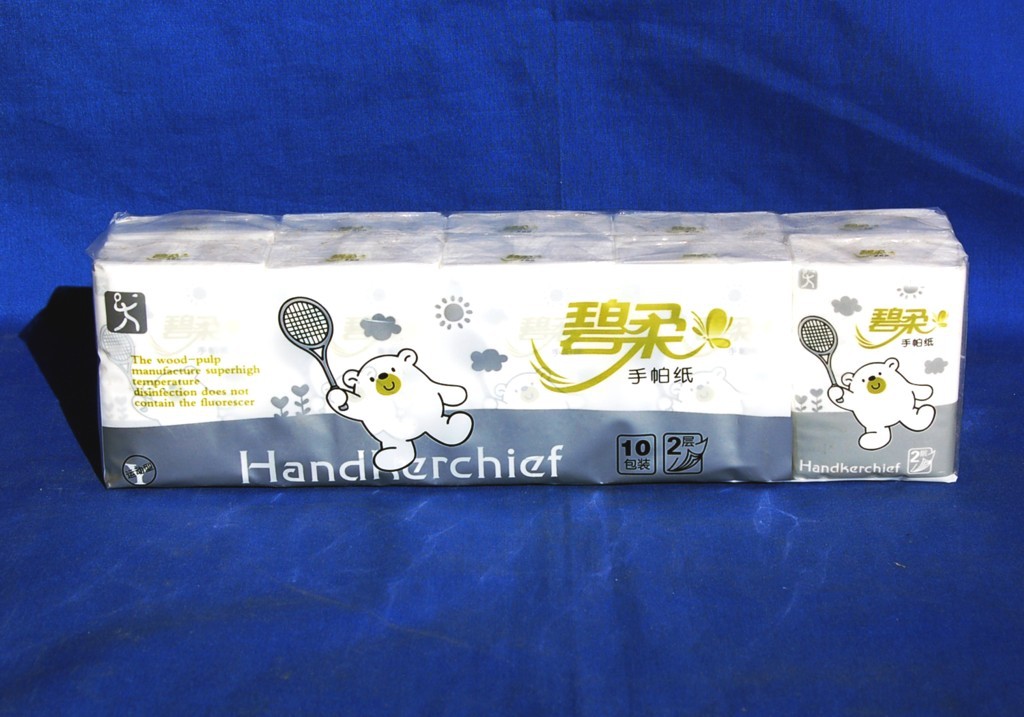 The wood-pulp
manufacture superhigh
temperature
disinfection does not
contain the fluorescer
碧柔
手帕纸
Handkerchief
10
包装
2层
碧柔
手帕纸
Handkerchief
2层